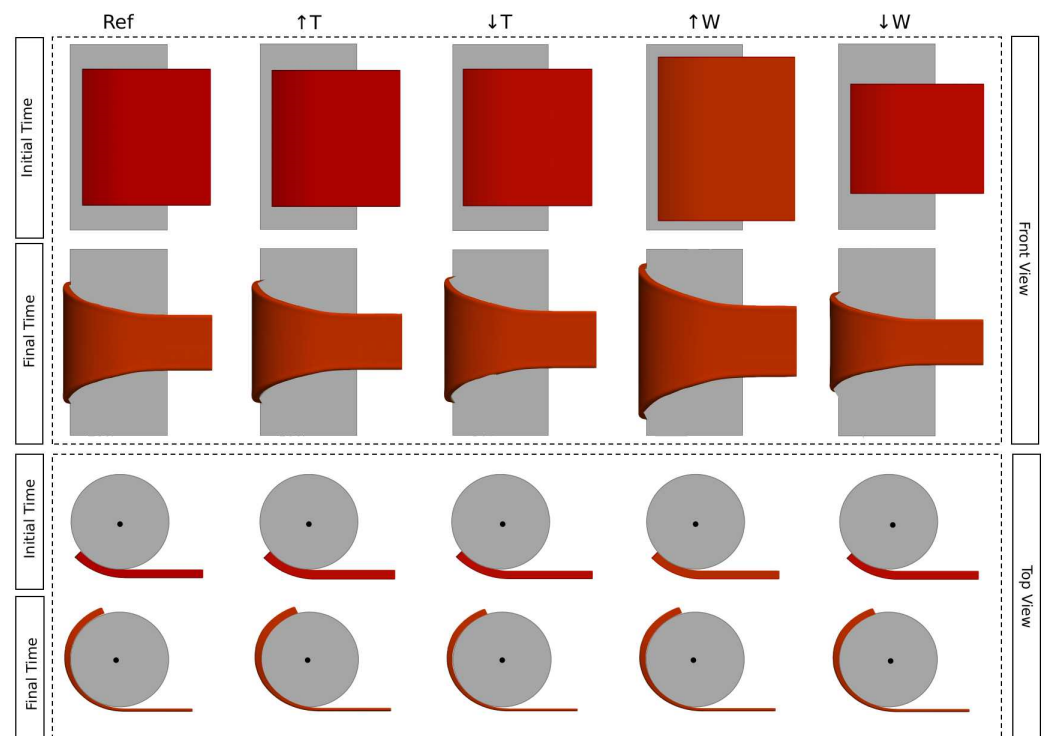 Ref
↑T
↓T
↑W
↓W
Initial Time
Final Time
Front View
Initial Time
Final Time
Top View